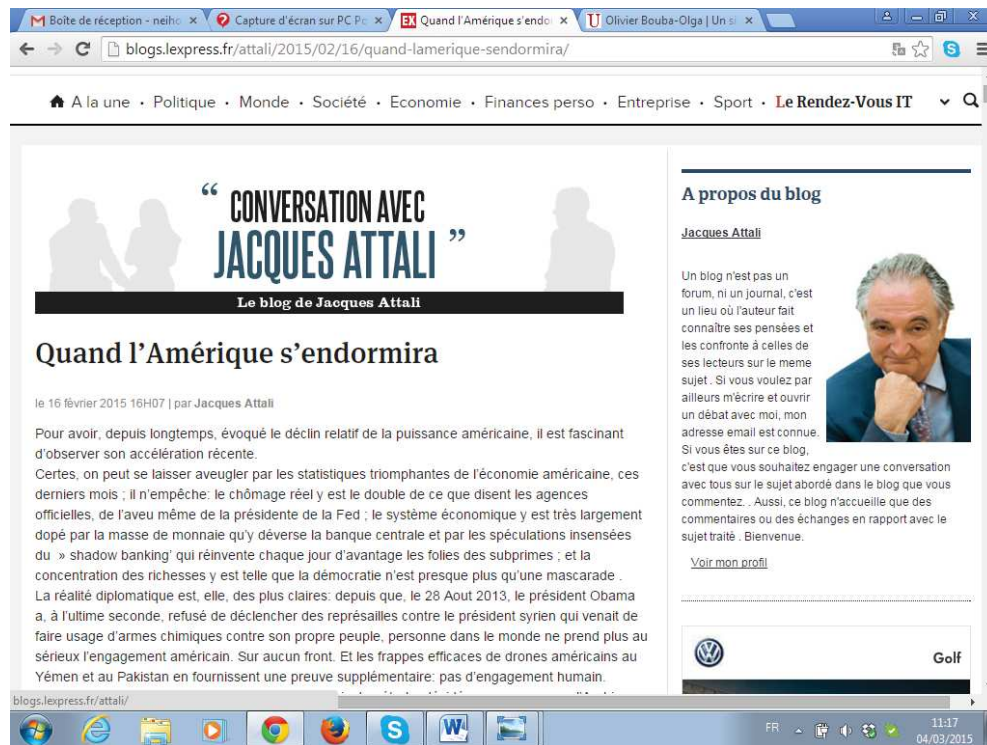 Boîte de réception - neiho
Capture d'écran sur PC Po
Quand l'Amérique s'endor
Olivier Bouba-Olga | Un si
blogs.lexpress.fr/attali/2015/02/16/quand-lamerique-sendormira/
A la une • Politique • Monde • Société • Economie • Finances perso • Entreprise • Sport • Le Rendez-Vous IT
“ CONVERSATION AVEC
JACQUES ATTALI ”
Le blog de Jacques Attali
Quand l’Amérique s’endormira
le 16 février 2015 16H07 | par Jacques Attali
Pour avoir, depuis longtemps, évoqué le déclin relatif de la puissance américaine, il est fascinant
d’observer son accélération récente.
Certes, on peut se laisser aveugler par les statistiques triomphantes de l’économie américaine, ces
derniers mois ; il n’empêche: le chômage réel y est le double de ce que disent les agences
officielles, de l’aveu même de la présidente de la Fed ; le système économique y est très largement
dopé par la masse de monnaie qu’y déverse la banque centrale et par les spéculations insensées
du » shadow banking’ qui réinvente chaque jour d’avantage les folies des subprimes ; et la
concentration des richesses y est telle que la démocratie n’est presque plus qu’une mascarade .
La réalité diplomatique est, elle, des plus claires: depuis que, le 28 Aout 2013, le président Obama
a, à l’ultime seconde, refusé de déclencher des représailles contre le président syrien qui venait de
faire usage d’armes chimiques contre son propre peuple, personne dans le monde ne prend plus au
sérieux l’engagement américain. Sur aucun front. Et les frappes efficaces de drones américains au
Yémen et au Pakistan en fournissent une preuve supplémentaire: pas d’engagement humain.
A propos du blog
Jacques Attali
Un blog n'est pas un
forum, ni un journal, c'est
un lieu où l'auteur fait
connaître ses pensées et
les confronte á celles de
ses lecteurs sur le meme
sujet . Si vous voulez par
ailleurs m'écrire et ouvrir
un débat avec moi, mon
adresse email est connue.
Si vous êtes sur ce blog,
c'est que vous souhaitez engager une conversation
avec tous sur le sujet abordé dans le blog que vous
commentez. . Aussi, ce blog n'accueille que des
commentaires ou des échanges en rapport avec le
sujet traité . Bienvenue.
Voir mon profil
Golf
blogs.lexpress.fr/attali/
FR
11:17
04/03/2015